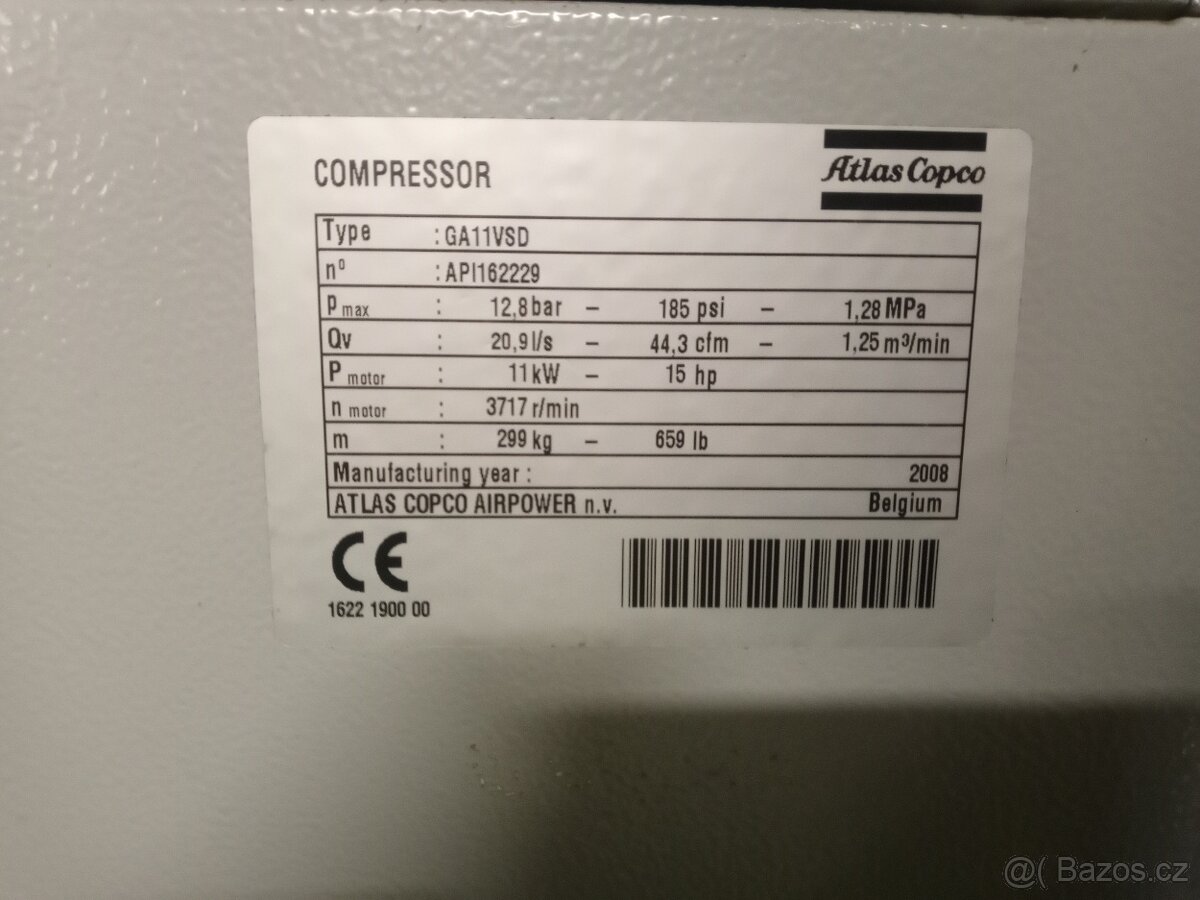 COMPRESSOR
Atlas Copco
Type : GA11VSD
n° : API162229
P max : 12,8 bar – 185 psi – 1,28 MPa
Qv : 20,9 l/s – 44,3 cfm – 1,25 m³/min
P motor : 11 kW – 15 hp
n motor : 3717 r/min
m : 299 kg – 659 lb
Manufacturing year : 2008
ATLAS COPCO AIRPOWER n.v. Belgium
CE
1622 1900 00
@( Bazos.cz